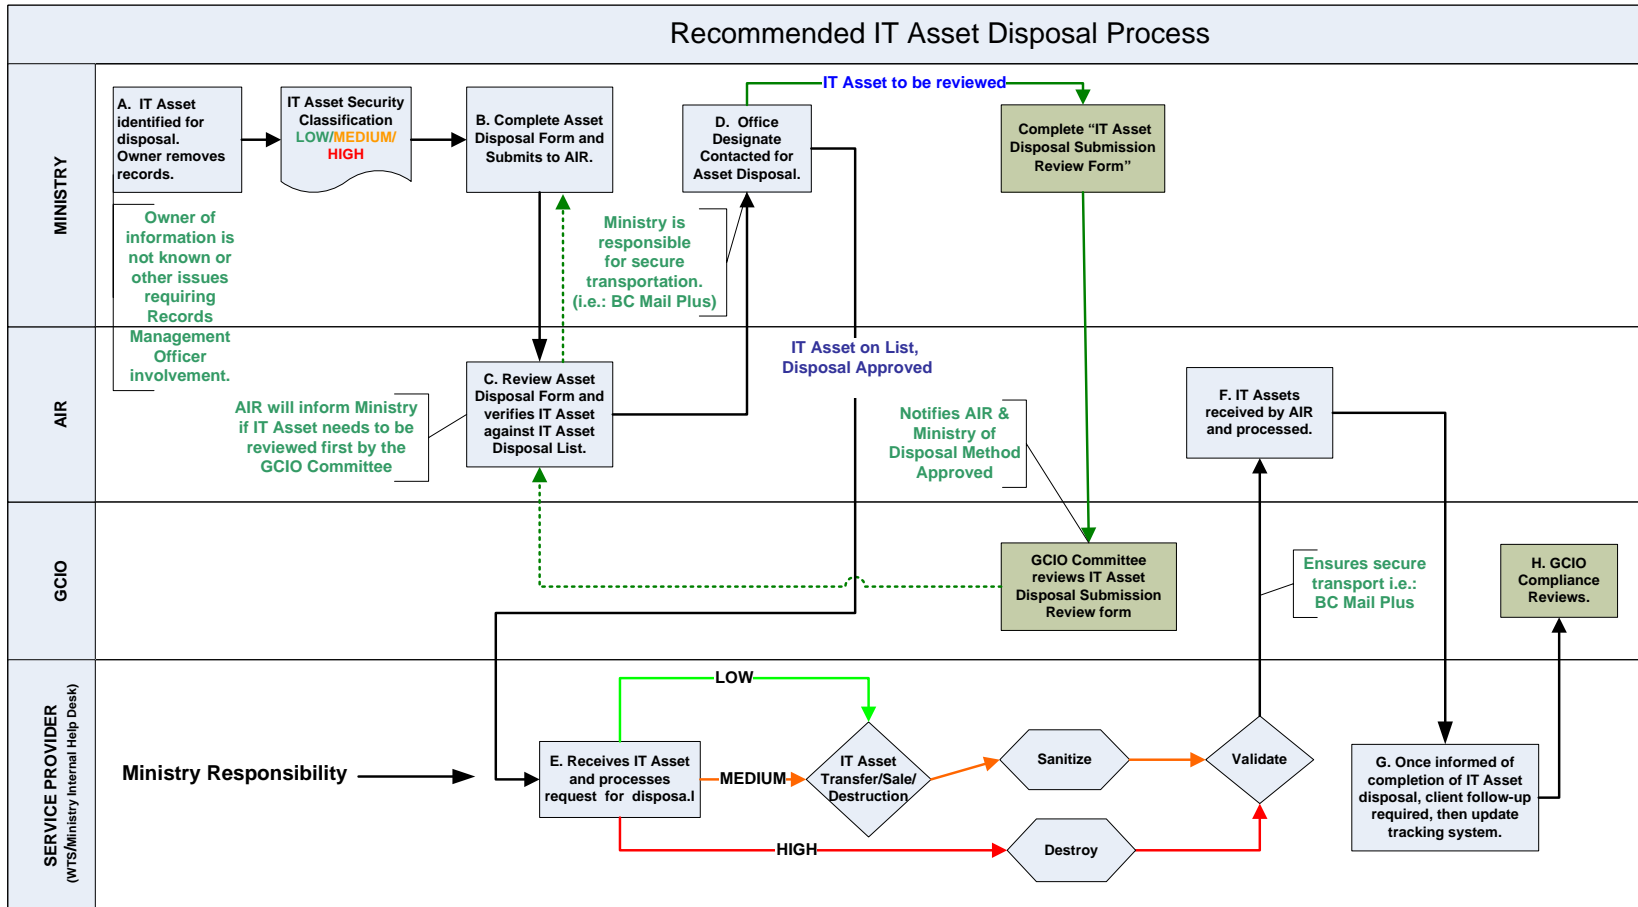 Recommended IT Asset Disposal Process
MINISTRY
A.  IT Asset
identified for
disposal.
Owner removes
records.
IT Asset Security
Classification
LOW/MEDIUM/
HIGH
B. Complete Asset
Disposal Form and
Submits to AIR.
D.  Office
Designate
Contacted for
Asset Disposal.
IT Asset to be reviewed
Complete “IT Asset
Disposal Submission
Review Form”
Owner of
information is
not known or
other issues
requiring
Records
Management
Officer
involvement.
Ministry is
responsible
for secure
transportation.
(i.e.: BC Mail Plus)
AIR
IT Asset on List,
Disposal Approved
C. Review Asset
Disposal Form and
verifies IT Asset
against IT Asset
Disposal List.
AIR will inform Ministry
if IT Asset needs to be
reviewed first by the
GCIO Committee
Notifies AIR &
Ministry of
Disposal Method
Approved
F. IT Assets
received by AIR
and processed.
GCIO
GCIO Committee
reviews IT Asset
Disposal Submission
Review form
Ensures secure
transport i.e.:
BC Mail Plus
H. GCIO
Compliance
Reviews.
SERVICE PROVIDER
(WTS/Ministry Internal Help Desk)
Ministry Responsibility
E. Receives IT Asset
and processes
request  for  disposa.l
LOW
MEDIUM
HIGH
IT Asset
Transfer/Sale/
Destruction
Sanitize
Destroy
Validate
G. Once informed of
completion of IT Asset
disposal, client follow-up
required, then update
tracking system.